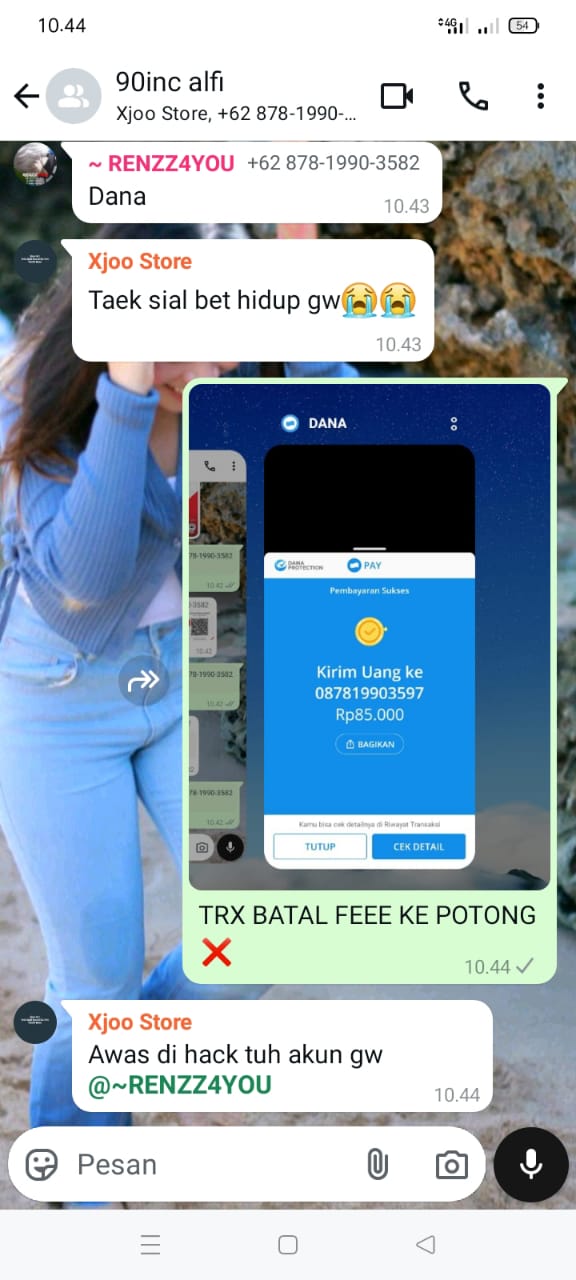 10.44
4G
54
90inc alfi
Xjoo Store, +62 878-1990-...
~ RENZZ4YOU +62 878-1990-3582
Dana
10.43
Xjoo Store
Taek sial bet hidup gw😭😭
10.43
DANA
78-1990-3582
10.42
-3582
10.42
78-1990-3582
10.42
78-1990-3582
10.42
DANA PROTECTION
PAY
Pembayaran Sukses
Kirim Uang ke
087819903597
Rp85.000
BAGIKAN
Kamu bisa cek detailnya di Riwayat Transaksi
TUTUP
CEK DETAIL
TRX BATAL FEEE KE POTONG
❌
10.44
Xjoo Store
Awas di hack tuh akun gw
@~RENZZ4YOU
10.44
Pesan